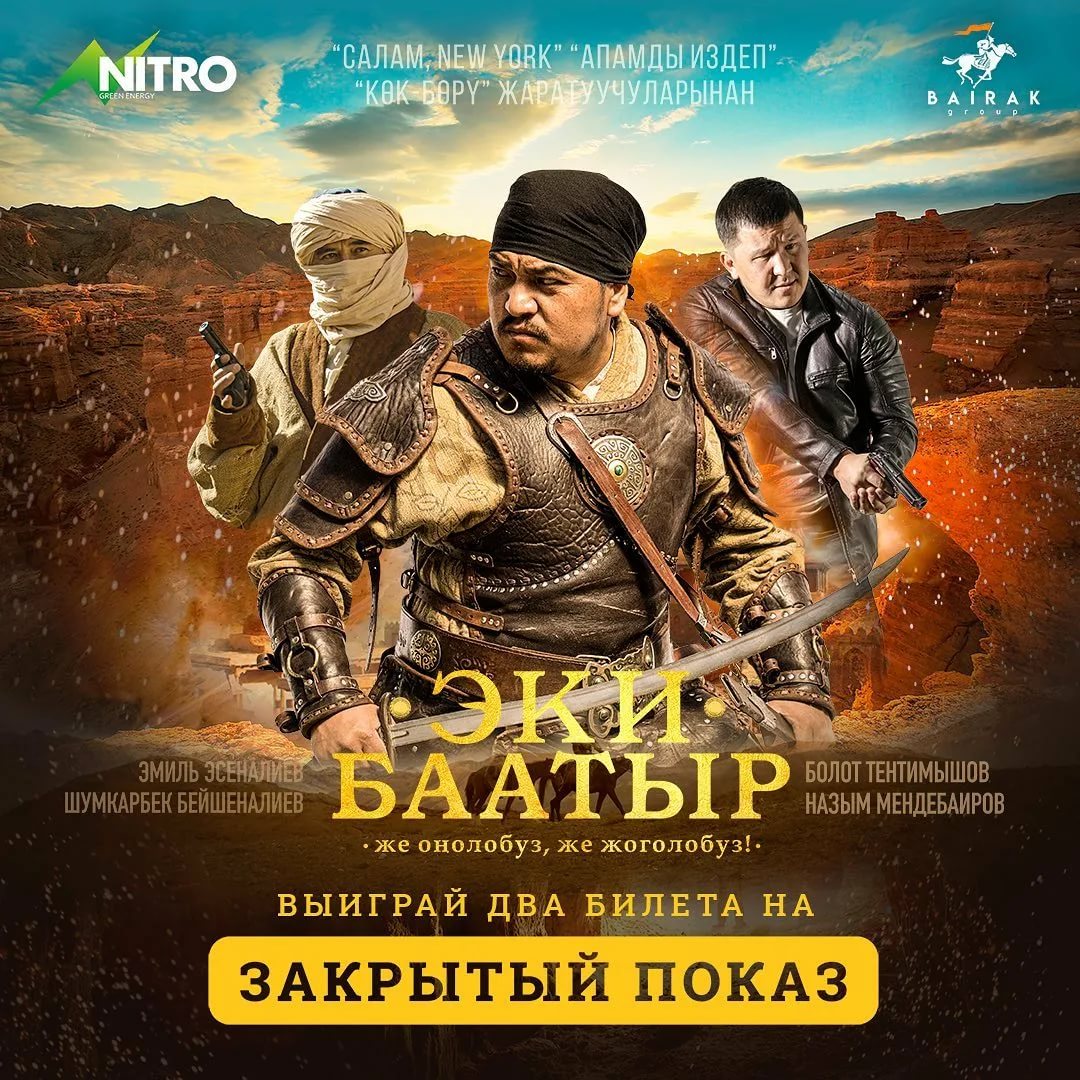 NITRO
GREEN ENERGY
"САЛАМ, NEW YORK" "АПАМДЫ ИЗДЕП"
"КӨК-БӨРҮ" ЖАРАТУУЧУЛАРЫНАН
BAIRAK
group
ЭКИ
БААТЫР
ЭМИЛЬ ЭСЕНАЛИЕВ
ШУМКАРБЕК БЕЙШЕНАЛИЕВ
БОЛОТ ТЕНТИМЫШОВ
НАЗЫМ МЕНДЕБАИРОВ
· же онолобуз, же жоголобуз! ·
ВЫИГРАЙ ДВА БИЛЕТА НА
ЗАКРЫТЫЙ ПОКАЗ